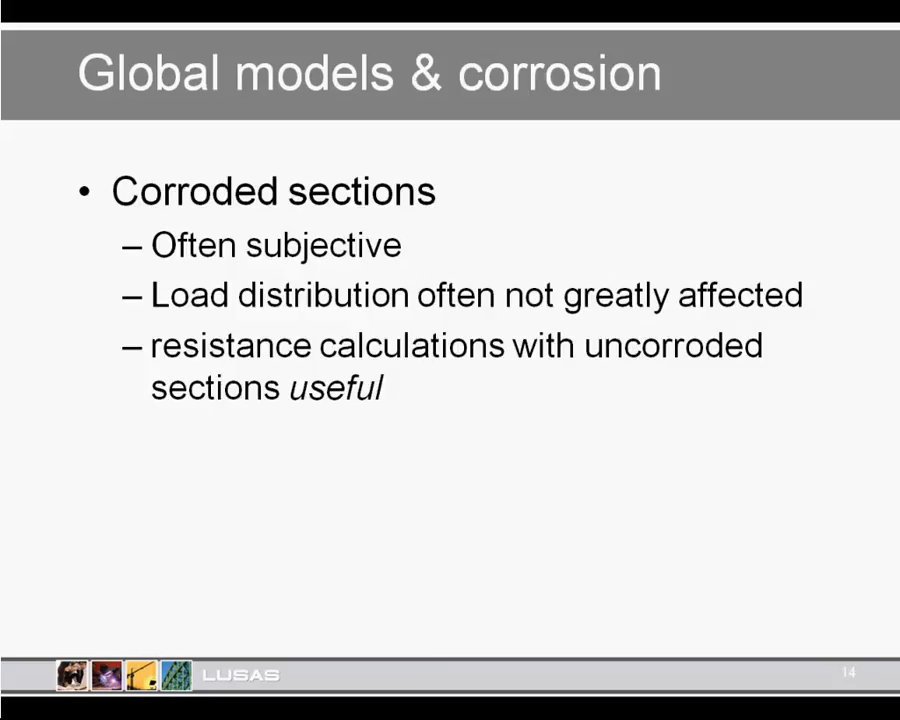 Global models & corrosion
• Corroded sections
– Often subjective
– Load distribution often not greatly affected
– resistance calculations with uncorroded
sections useful
LUSAS
14